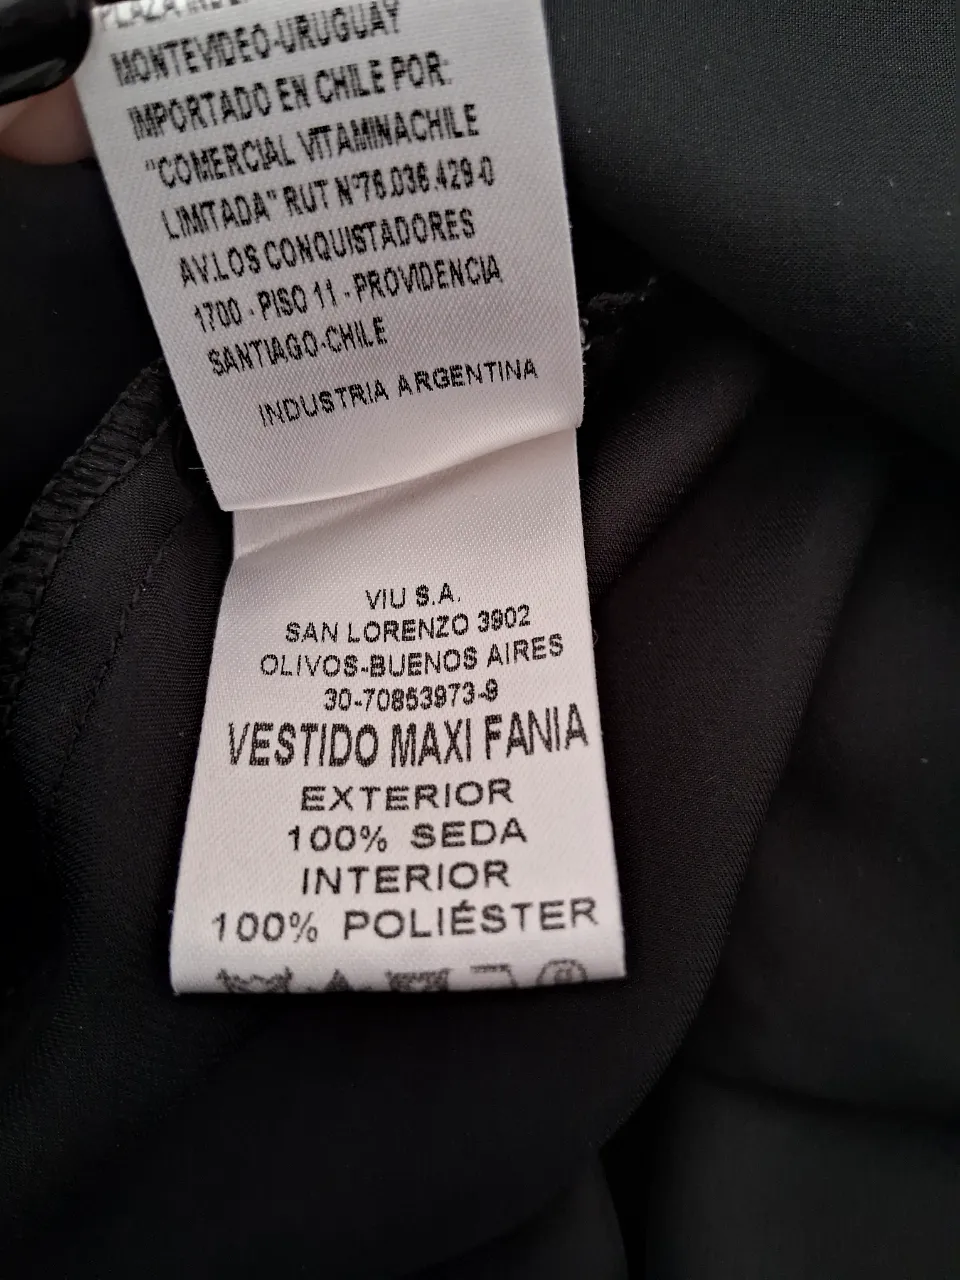 MONTEVIDEO-URUGUAY
IMPORTADO EN CHILE POR:
"COMERCIAL VITAMINACHILE
LIMITADA" RUT Nº76.036.429-0
AV.LOS CONQUISTADORES
1700 - PISO 11 - PROVIDENCIA
SANTIAGO-CHILE
INDUSTRIA ARGENTINA
VIU S.A.
SAN LORENZO 3902
OLIVOS-BUENOS AIRES
30-70853973-9
VESTIDO MAXI FANIA
EXTERIOR
100% SEDA
INTERIOR
100% POLIÉSTER